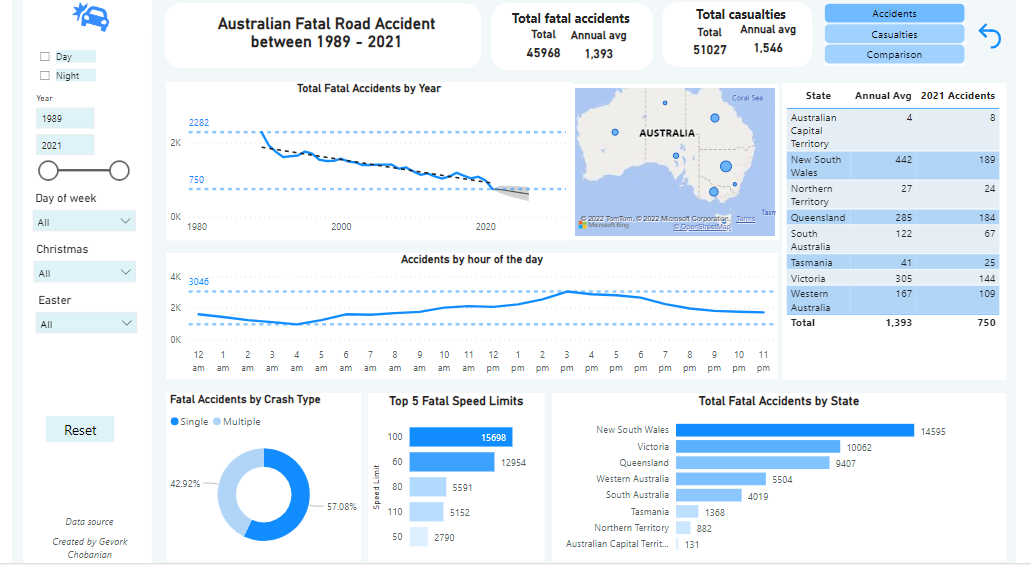 Day
Night
Year
1989
2021
Day of week
All
Christmas
All
Easter
All
Reset
Data source
Created by Gevork
Chobanian
Australian Fatal Road Accident
between 1989 - 2021
Total fatal accidents
Total Annual avg
45968 1,393
Total casualties
Total Annual avg
51027 1,546
Accidents
Casualties
Comparison
Total Fatal Accidents by Year
2282
2K
750
0K
1980 2000 2020
Coral Sea
AUSTRALIA
Tasm
© 2022 TomTom, © 2022 Microsoft Corporation, Terms
Microsoft Bing © OpenStreetMap
State Annual Avg 2021 Accidents
Australian 4 8
Capital
Territory
New South 442 189
Wales
Northern 27 24
Territory
Queensland 285 184
South 122 67
Australia
Tasmania 41 25
Victoria 305 144
Western 167 109
Australia
Total 1,393 750
Accidents by hour of the day
4K
3046
2K
0K
12 1 2 3 4 5 6 7 8 9 10 11 12 1 2 3 4 5 6 7 8 9 10 11
am am am am am am am am am am am am pm pm pm pm pm pm pm pm pm pm pm pm
Fatal Accidents by Crash Type
Single Multiple
42.92%
57.08%
Top 5 Fatal Speed Limits
Speed Limit
100 15698
60 12954
80 5591
110 5152
50 2790
Total Fatal Accidents by State
New South Wales 14595
Victoria 10062
Queensland 9407
Western Australia 5504
South Australia 4019
Tasmania 1368
Northern Territory 882
Australian Capital Territ... 131